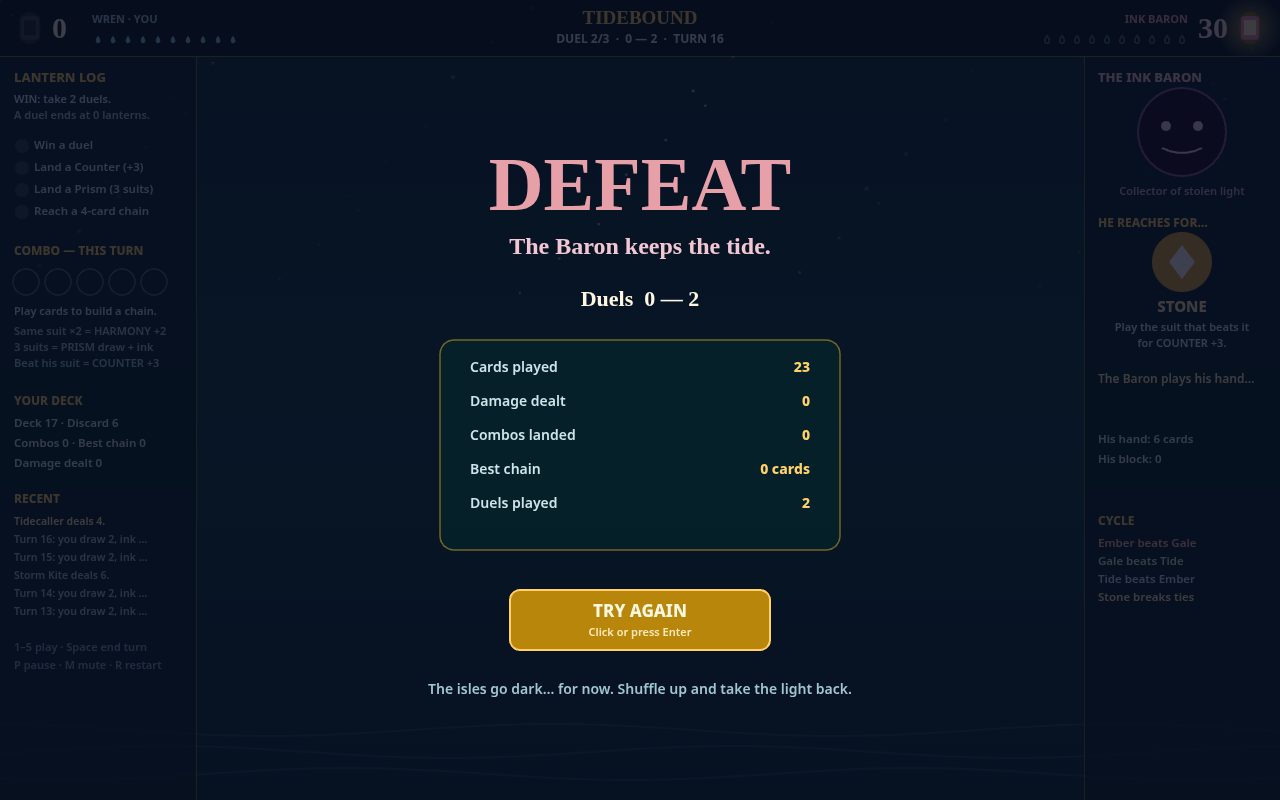 0
WREN · YOU
TIDEBOUND
DUEL 2/3 · 0 — 2 · TURN 16
INK BARON
30
LANTERN LOG
WIN: take 2 duels.
A duel ends at 0 lanterns.
Win a duel
Land a Counter (+3)
Land a Prism (3 suits)
Reach a 4-card chain
COMBO — THIS TURN
Play cards to build a chain.
Same suit ×2 = HARMONY +2
3 suits = PRISM draw + ink
Beat his suit = COUNTER +3
YOUR DECK
Deck 17 · Discard 6
Combos 0 · Best chain 0
Damage dealt 0
RECENT
Tidecaller deals 4.
Turn 16: you draw 2, ink ...
Turn 15: you draw 2, ink ...
Storm Kite deals 6.
Turn 14: you draw 2, ink ...
Turn 13: you draw 2, ink ...
1–5 play · Space end turn
P pause · M mute · R restart
DEFEAT
The Baron keeps the tide.
Duels 0 — 2
Cards played 23
Damage dealt 0
Combos landed 0
Best chain 0 cards
Duels played 2
TRY AGAIN
Click or press Enter
The isles go dark... for now. Shuffle up and take the light back.
THE INK BARON
Collector of stolen light
HE REACHES FOR...
STONE
Play the suit that beats it
for COUNTER +3.
The Baron plays his hand...
His hand: 6 cards
His block: 0
CYCLE
Ember beats Gale
Gale beats Tide
Tide beats Ember
Stone breaks ties